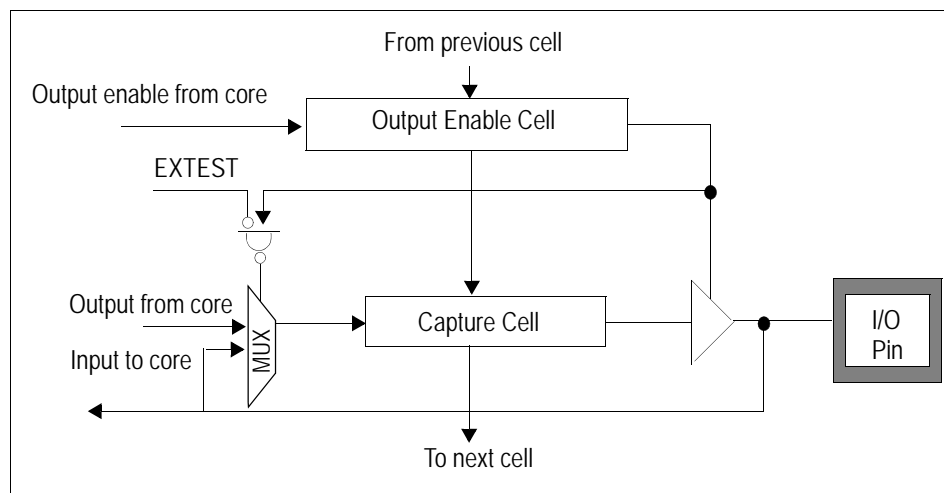 From previous cell
Output enable from core
Output Enable Cell
EXTEST
Output from core
Input to core
MUX
Capture Cell
I/O
Pin
To next cell